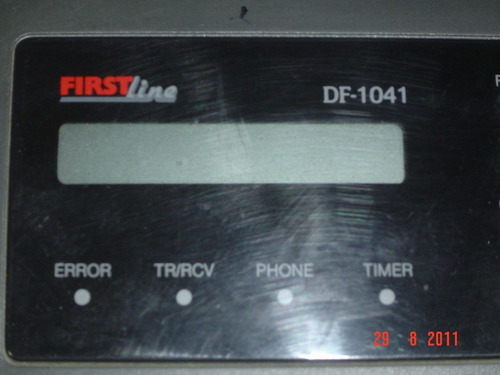 FIRSTline DF-1041
ERROR TR/RCV PHONE TIMER
29 8 2011